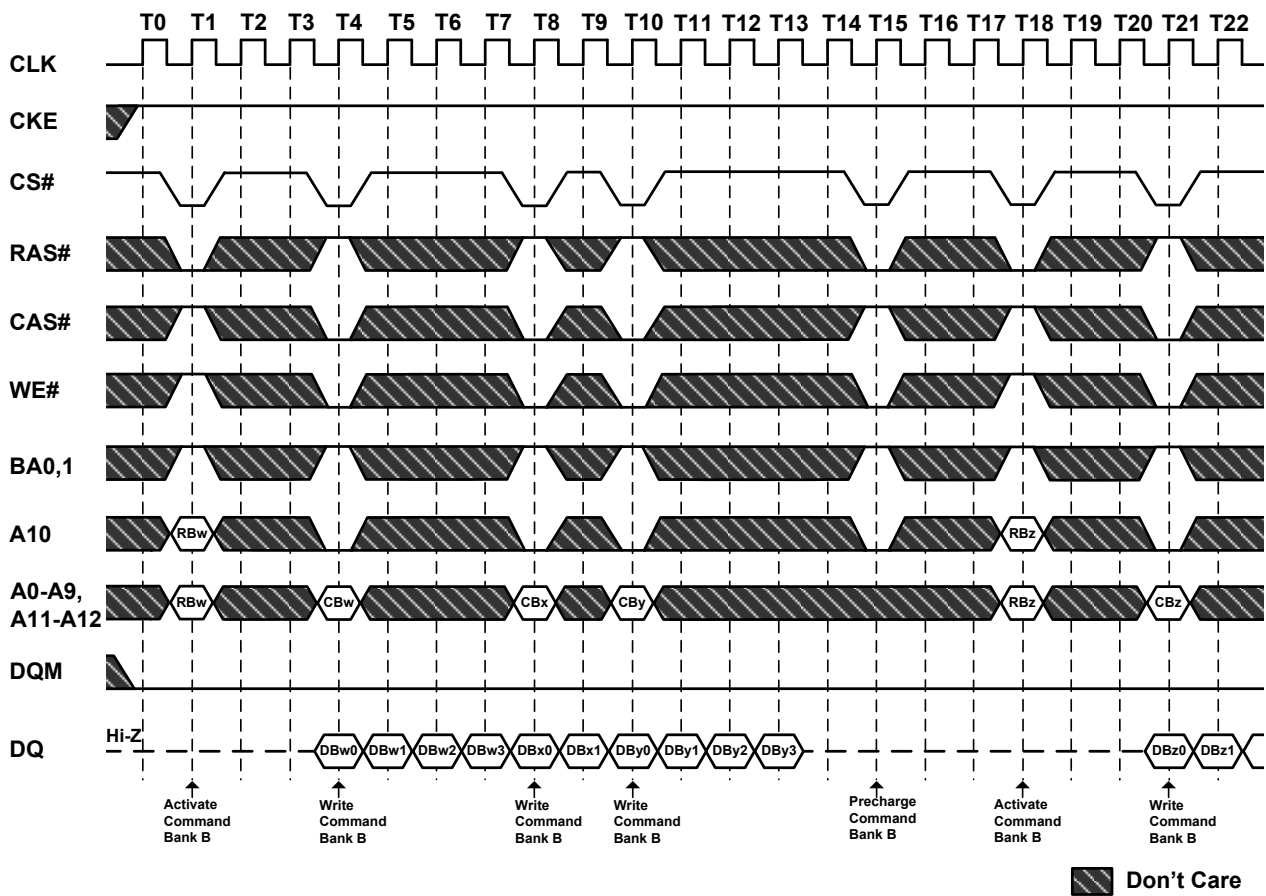 T0 T1 T2 T3 T4 T5 T6 T7 T8 T9 T10 T11 T12 T13 T14 T15 T16 T17 T18 T19 T20 T21 T22
CLK
CKE
CS#
RAS#
CAS#
WE#
BA0,1
A10
RBw RBz
A0-A9,
A11-A12
RBw CBw CBx CBy RBz CBz
DQM
DQ
Hi-Z
DBw0 DBw1 DBw2 DBw3 DBx0 DBx1 DBy0 DBy1 DBy2 DBy3 DBz0 DBz1
Activate
Command
Bank B
Write
Command
Bank B
Write
Command
Bank B
Write
Command
Bank B
Precharge
Command
Bank B
Activate
Command
Bank B
Write
Command
Bank B
Don't Care